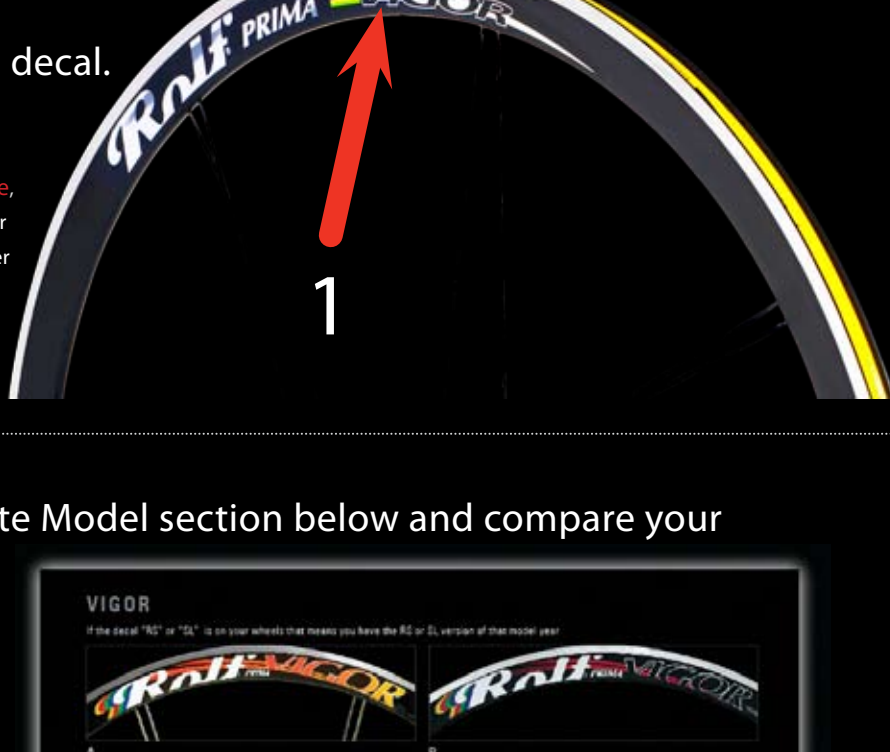 Rolf PRIMA VIGOR
decal.
e,
r
er
1
te Model section below and compare your
VIGOR
If the decal "RS" or "SL" is on your wheels that means you have the RS or SL version of that model year
Rolf PRIMA VIGOR
Rolf PRIMA VIGOR